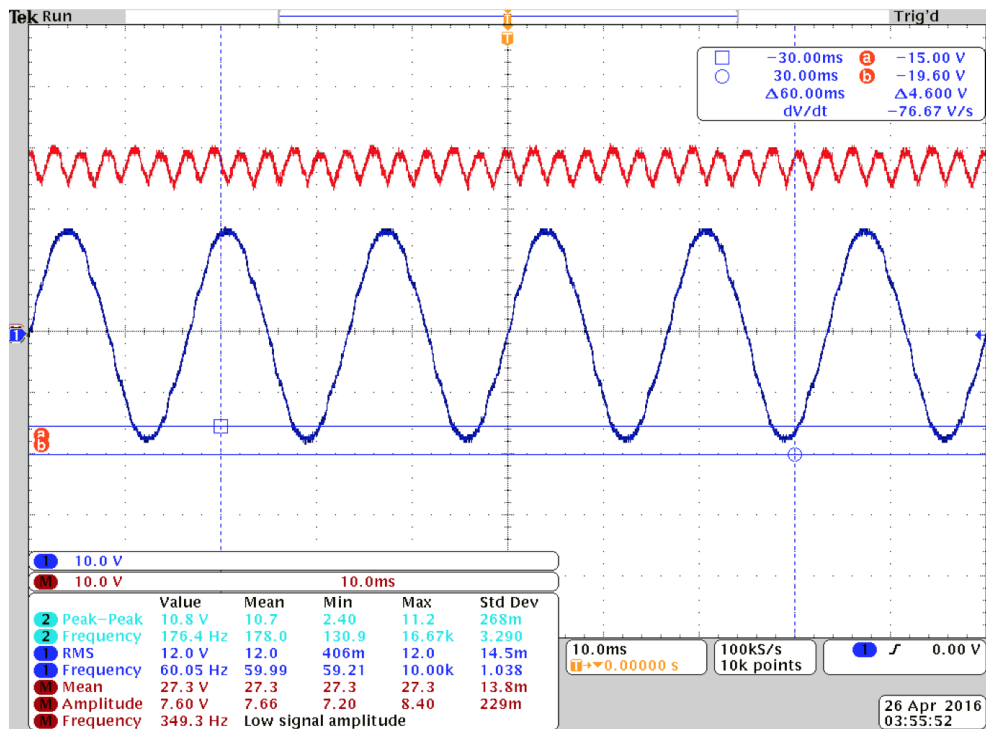 Tek Run Trig'd
T
T
−30.00ms a −15.00 V
30.00ms b −19.60 V
Δ60.00ms Δ4.600 V
dV/dt −76.67 V/s
1
a
b
1 10.0 V
M 10.0 V 10.0ms
Value Mean Min Max Std Dev
2 Peak−Peak 10.8 V 10.7 2.40 11.2 268m
2 Frequency 176.4 Hz 178.0 130.9 16.67k 3.290
1 RMS 12.0 V 12.0 406m 12.0 14.5m
1 Frequency 60.05 Hz 59.99 59.21 10.00k 1.038
M Mean 27.3 V 27.3 27.3 27.3 13.8m
M Amplitude 7.60 V 7.66 7.20 8.40 229m
M Frequency 349.3 Hz Low signal amplitude
10.0ms
T→▼0.00000 s
100kS/s
10k points
1 0.00 V
26 Apr 2016
03:55:52